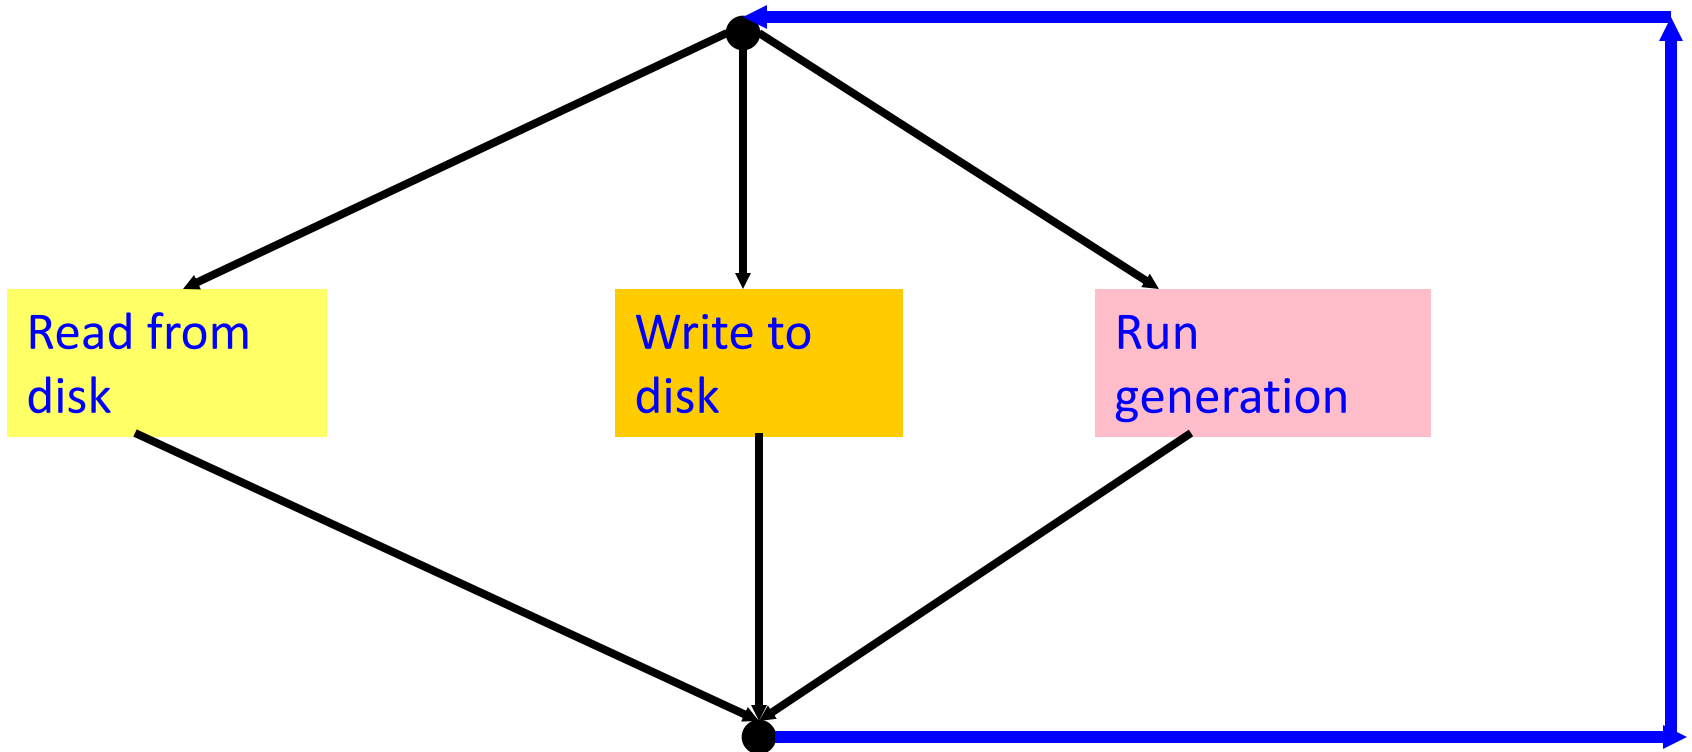 Read from
disk
Write to
disk
Run
generation